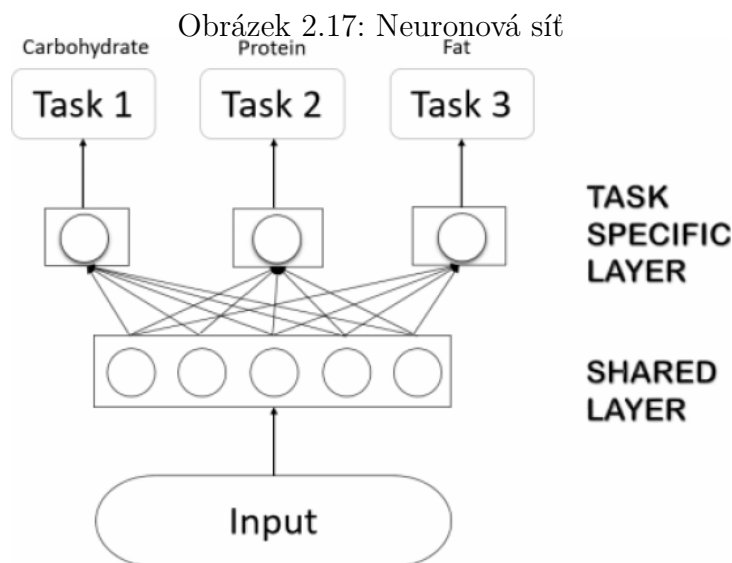 Obrázek 2.17: Neuronová síť
Carbohydrate
Protein
Fat
Task 1
Task 2
Task 3
TASK
SPECIFIC
LAYER
SHARED
LAYER
Input